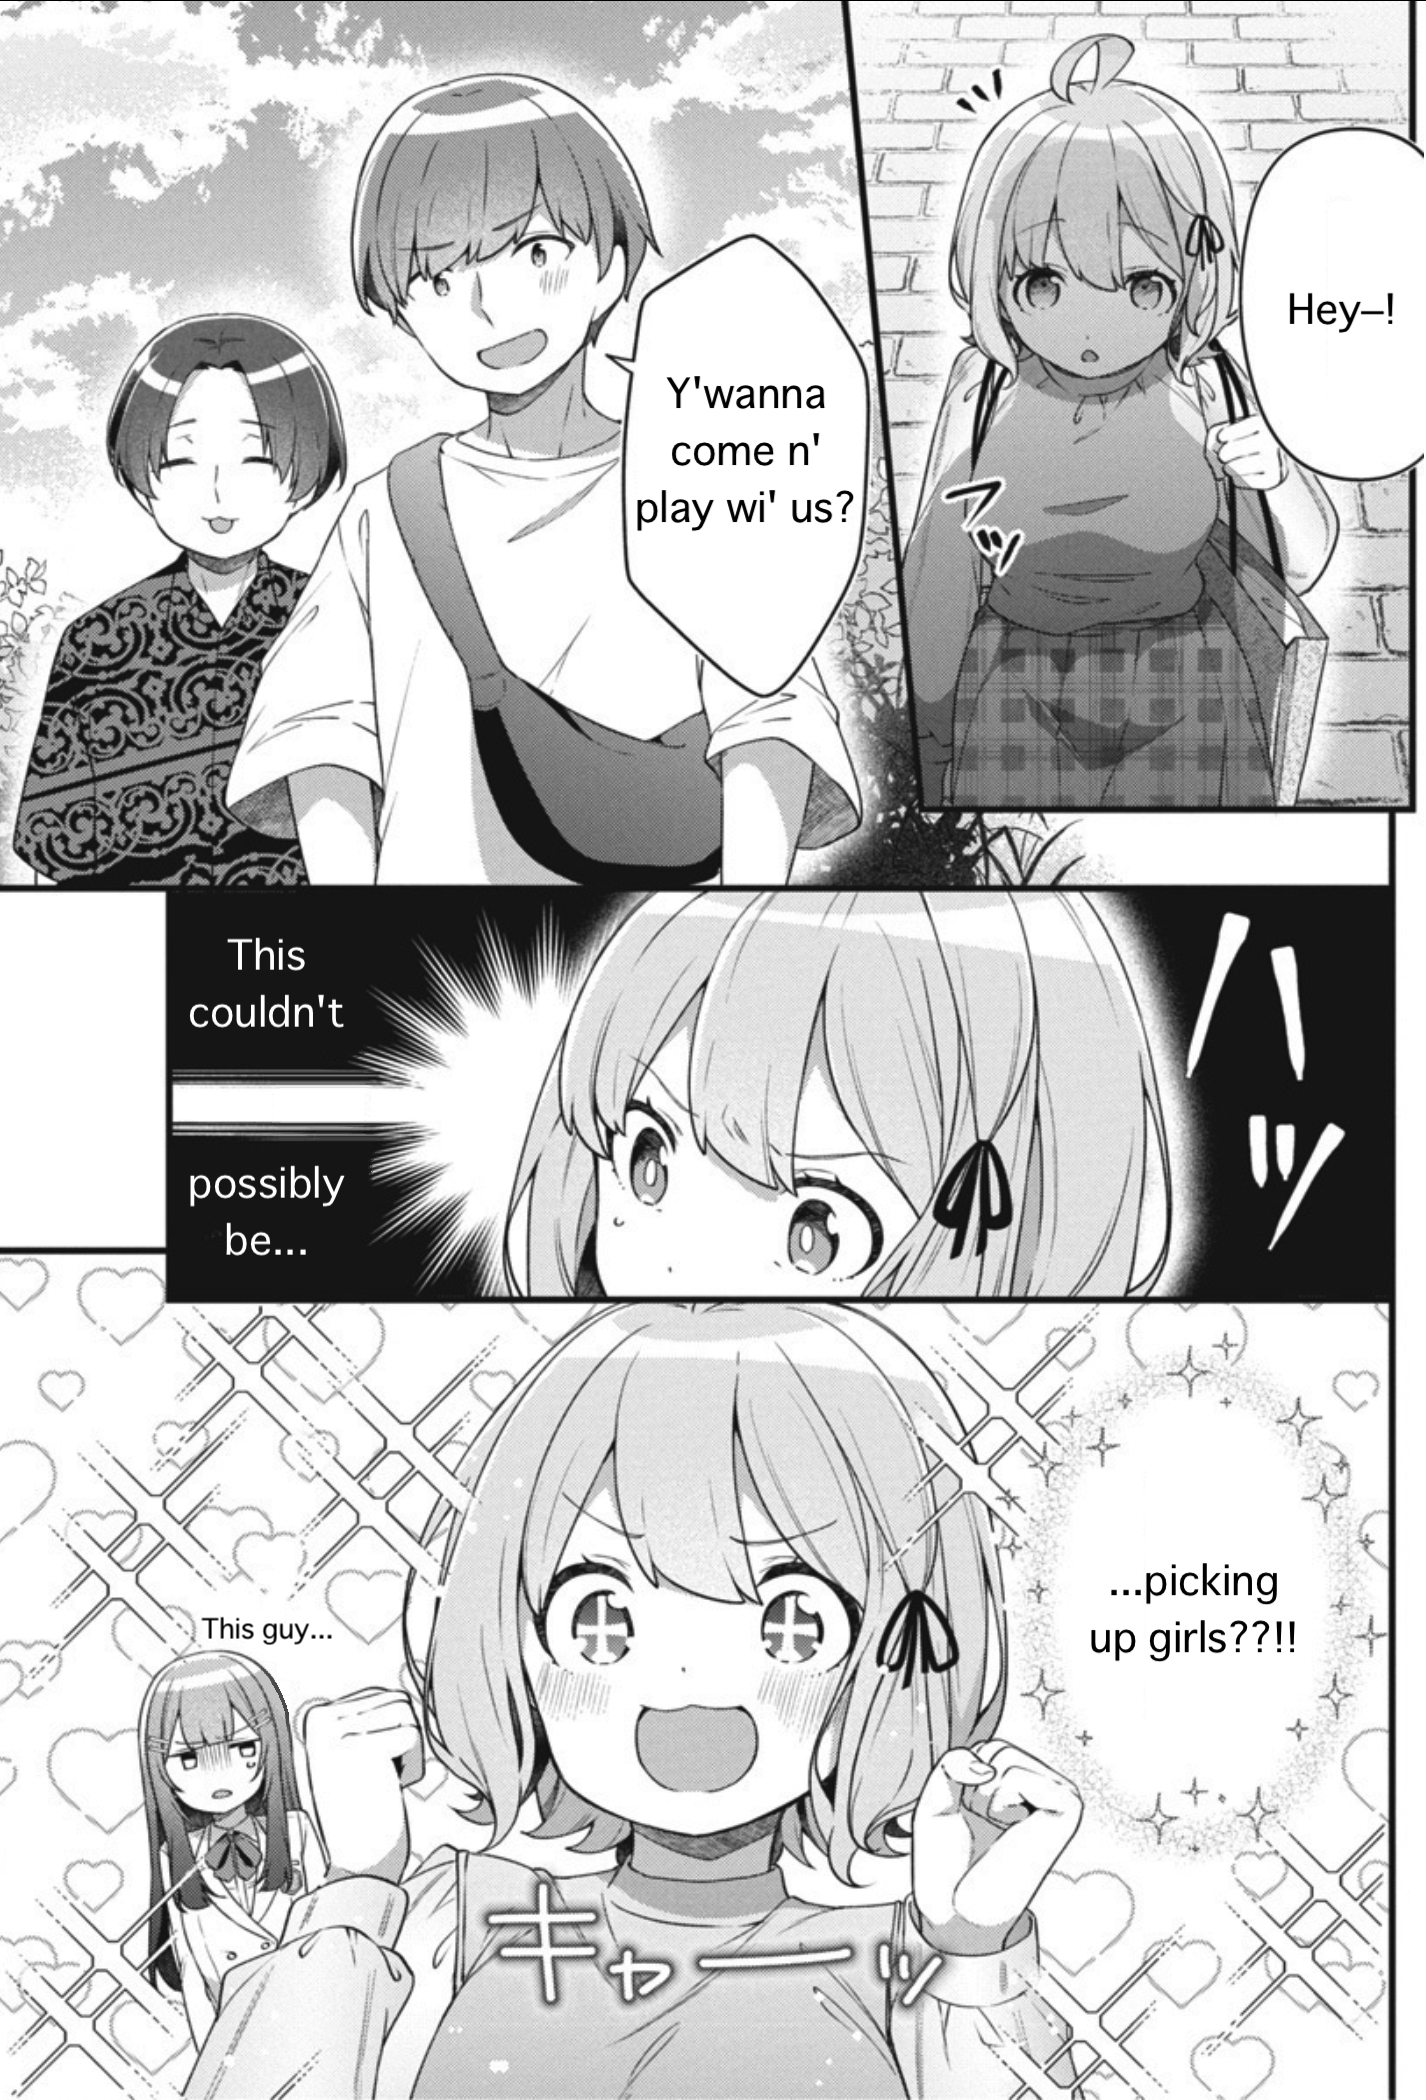 Hey–!
フッ
Y'wanna
come n'
play wi' us?
ハッ
This
couldn't
possibly
be...
...picking
up girls??!!
This guy...
キャーッ